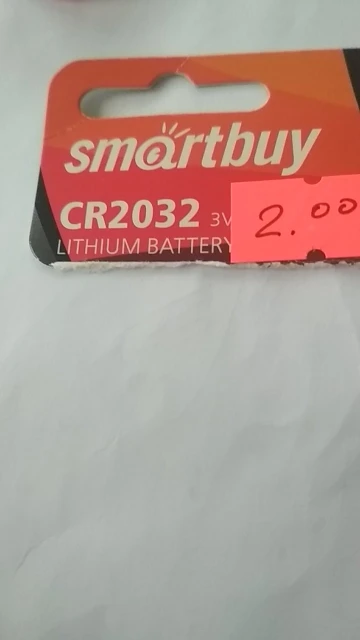 smartbuy
CR2032 3V
LITHIUM BATTERY
2.00